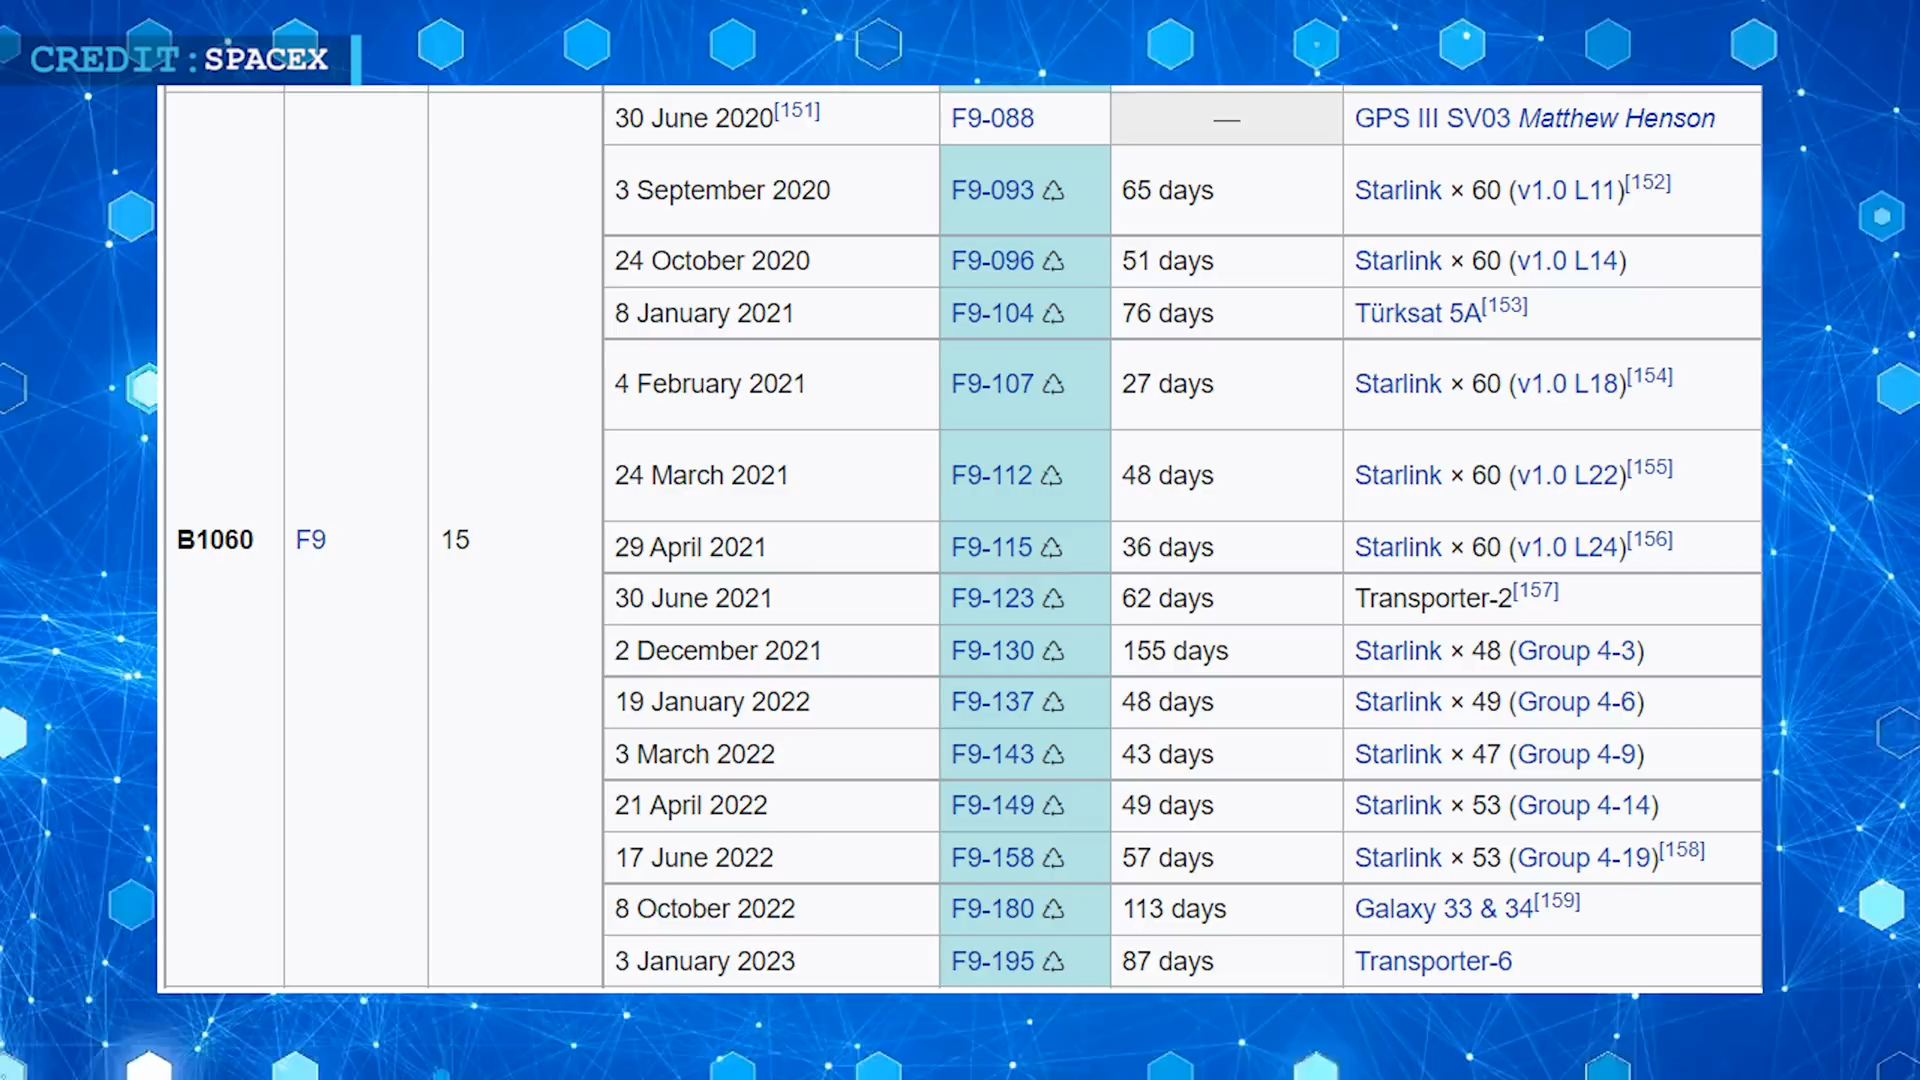 CREDIT: SPACEX
30 June 2020[151] F9-088 — GPS III SV03 Matthew Henson
3 September 2020 F9-093 ♺ 65 days Starlink × 60 (v1.0 L11)[152]
24 October 2020 F9-096 ♺ 51 days Starlink × 60 (v1.0 L14)
8 January 2021 F9-104 ♺ 76 days Türksat 5A[153]
4 February 2021 F9-107 ♺ 27 days Starlink × 60 (v1.0 L18)[154]
24 March 2021 F9-112 ♺ 48 days Starlink × 60 (v1.0 L22)[155]
B1060 F9 15
29 April 2021 F9-115 ♺ 36 days Starlink × 60 (v1.0 L24)[156]
30 June 2021 F9-123 ♺ 62 days Transporter-2[157]
2 December 2021 F9-130 ♺ 155 days Starlink × 48 (Group 4-3)
19 January 2022 F9-137 ♺ 48 days Starlink × 49 (Group 4-6)
3 March 2022 F9-143 ♺ 43 days Starlink × 47 (Group 4-9)
21 April 2022 F9-149 ♺ 49 days Starlink × 53 (Group 4-14)
17 June 2022 F9-158 ♺ 57 days Starlink × 53 (Group 4-19)[158]
8 October 2022 F9-180 ♺ 113 days Galaxy 33 & 34[159]
3 January 2023 F9-195 ♺ 87 days Transporter-6